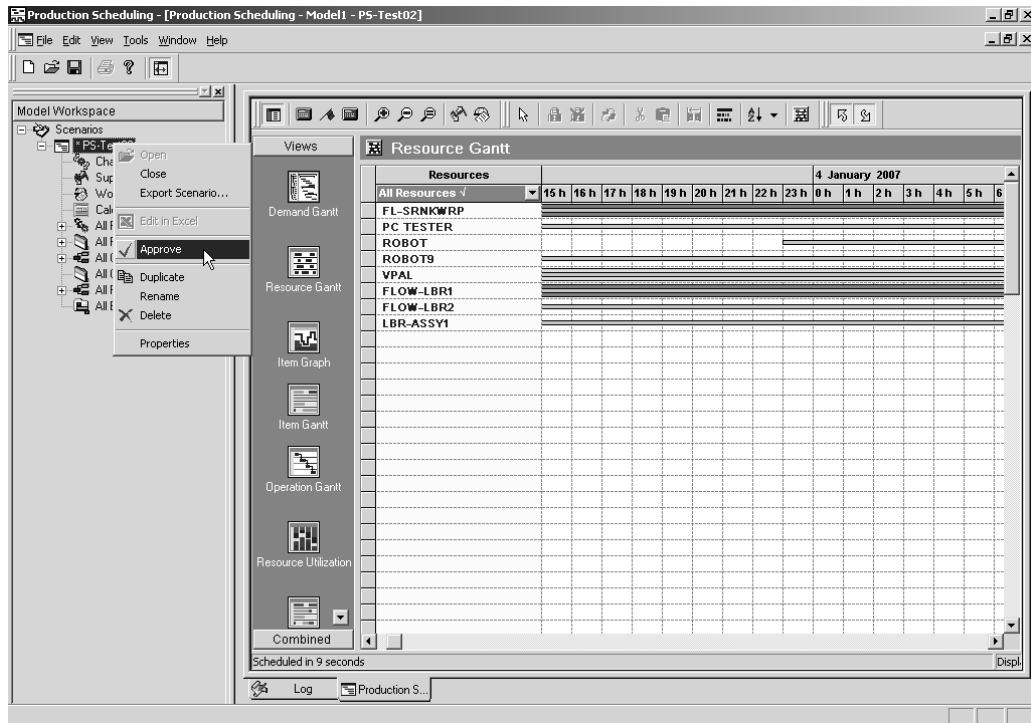 Production Scheduling - [Production Scheduling - Model1 - PS-Test02]
File Edit View Tools Window Help
Model Workspace
Scenarios
* PS-Te
Open
Close
Export Scenario...
Edit in Excel
Approve
Duplicate
Rename
Delete
Properties
Views
Demand Gantt
Resource Gantt
Item Graph
Item Gantt
Operation Gantt
Resource Utilization
Combined
Resource Gantt
Resources
4 January 2007
All Resources √ 15 h 16 h 17 h 18 h 19 h 20 h 21 h 22 h 23 h 0 h 1 h 2 h 3 h 4 h 5 h 6
FL-SRNKWRP
PC TESTER
ROBOT
ROBOT9
VPAL
FLOW-LBR1
FLOW-LBR2
LBR-ASSY1
Scheduled in 9 seconds
Displ
Log Production S...